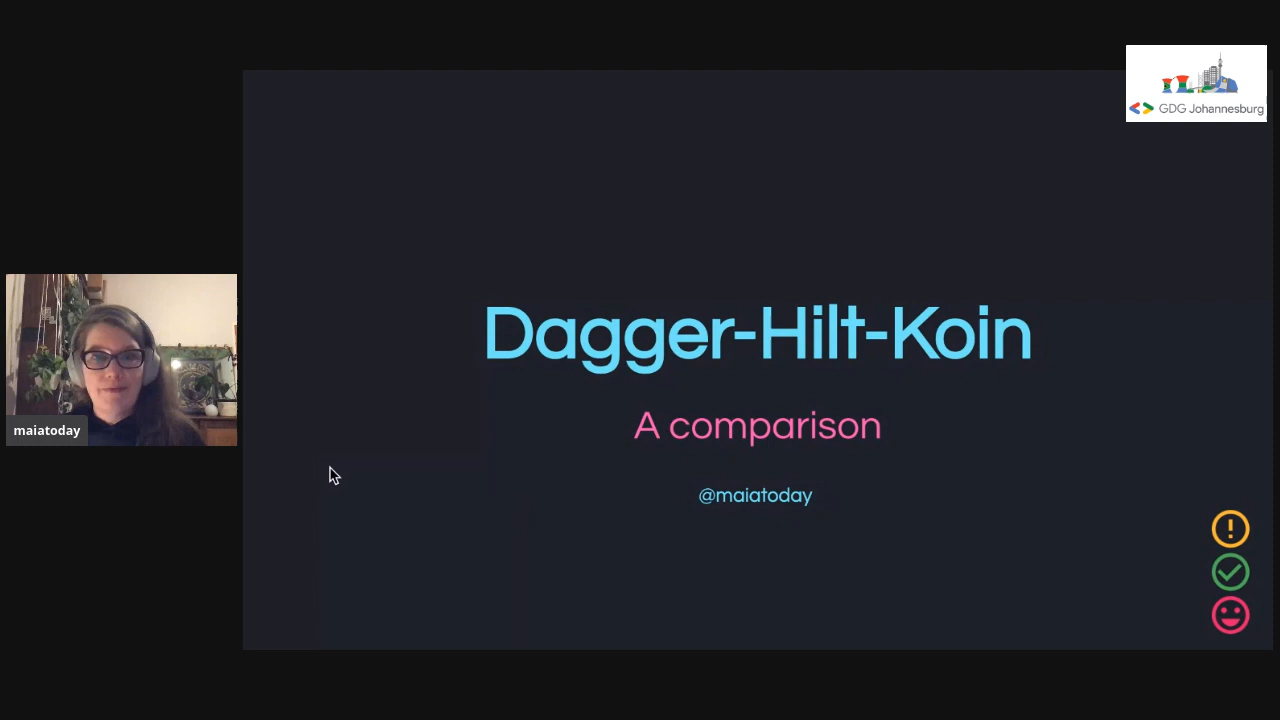 GDG Johannesburg
Dagger-Hilt-Koin
A comparison
@maiatoday
maiatoday